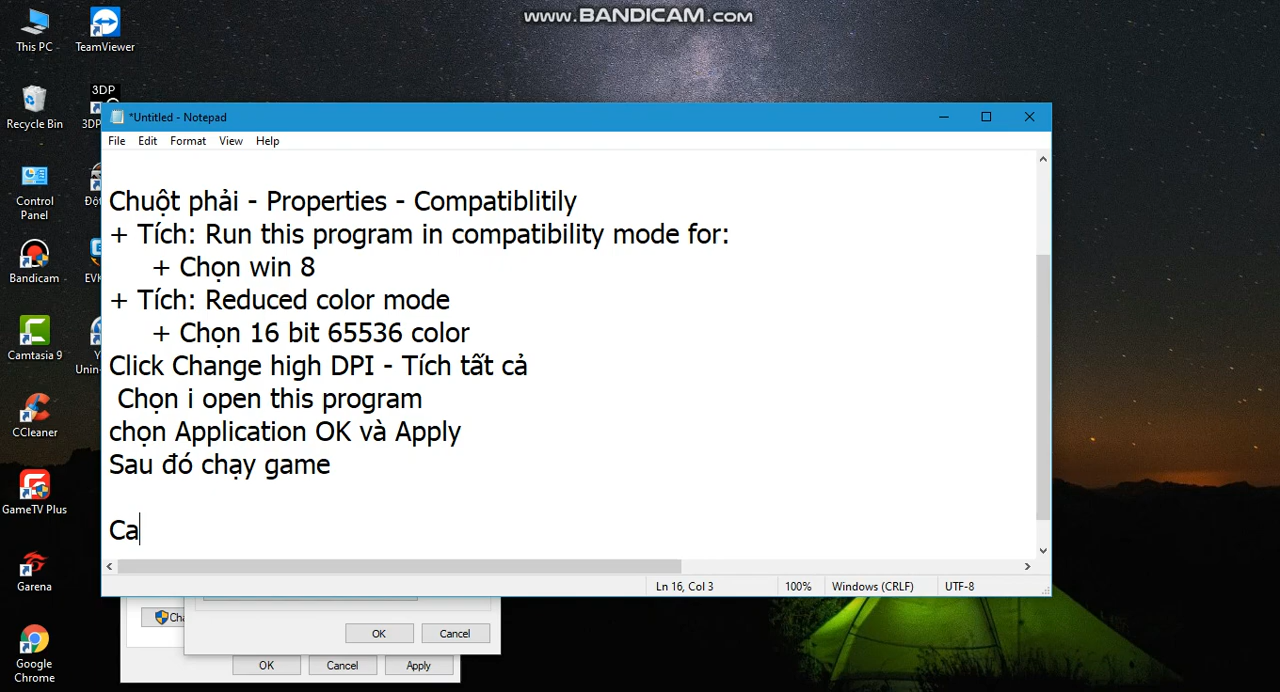 www.BANDICAM.com
This PC
TeamViewer
3DP
Recycle Bin
3DP
*Untitled - Notepad
File Edit Format View Help
Control
Panel
Bandicam
Camtasia 9
CCleaner
GameTV Plus
Garena
Google
Chrome
Chuột phải - Properties - Compatiblitily
+ Tích: Run this program in compatibility mode for:
+ Chọn win 8
+ Tích: Reduced color mode
+ Chọn 16 bit 65536 color
Click Change high DPI - Tích tất cả
Chọn i open this program
chọn Application OK và Apply
Sau đó chạy game
Ca
Ln 16, Col 3 100% Windows (CRLF) UTF-8
OK Cancel
OK Cancel Apply